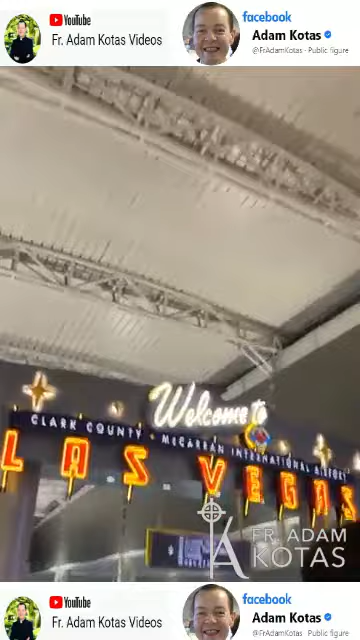 YouTube
Fr. Adam Kotas Videos
facebook
Adam Kotas
@FrAdamKotas · Public figure
Welcome to
CLARK COUNTY · McCARRAN INTERNATIONAL AIRPORT
LAS VEGAS
FR. ADAM
KOTAS
YouTube
Fr. Adam Kotas Videos
facebook
Adam Kotas
@FrAdamKotas · Public figure